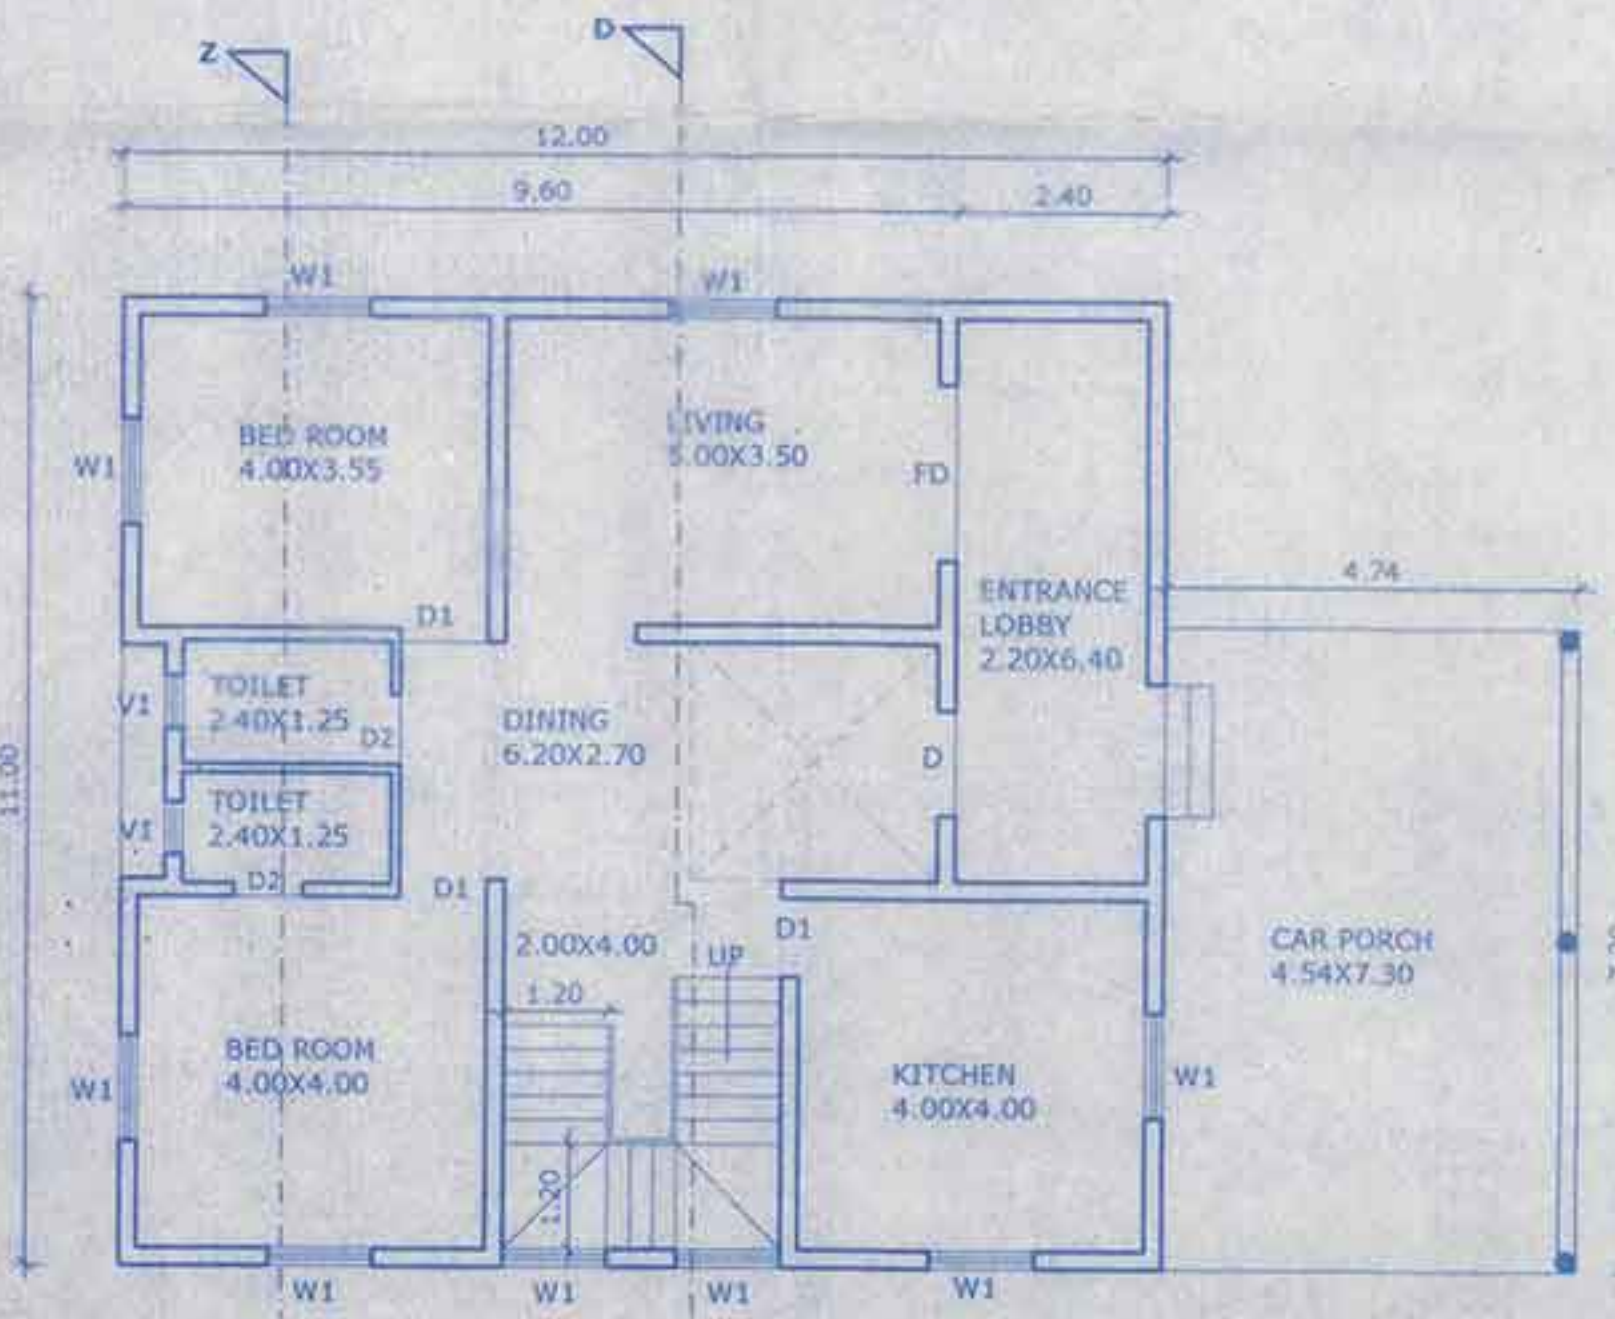 Z
D
12.00
9.60
2.40
W1
W1
BED ROOM
4.00X3.55
LIVING
5.00X3.50
W1
FD
4.74
ENTRANCE
LOBBY
2.20X6.40
D1
TOILET
2.40X1.25
V1
D2
DINING
6.20X2.70
D
11.00
TOILET
2.40X1.25
V1
D2
D1
2.00X4.00
UP
D1
CAR PORCH
4.54X7.30
1.20
BED ROOM
4.00X4.00
W1
KITCHEN
4.00X4.00
W1
1.20
W1
W1
W1
W1